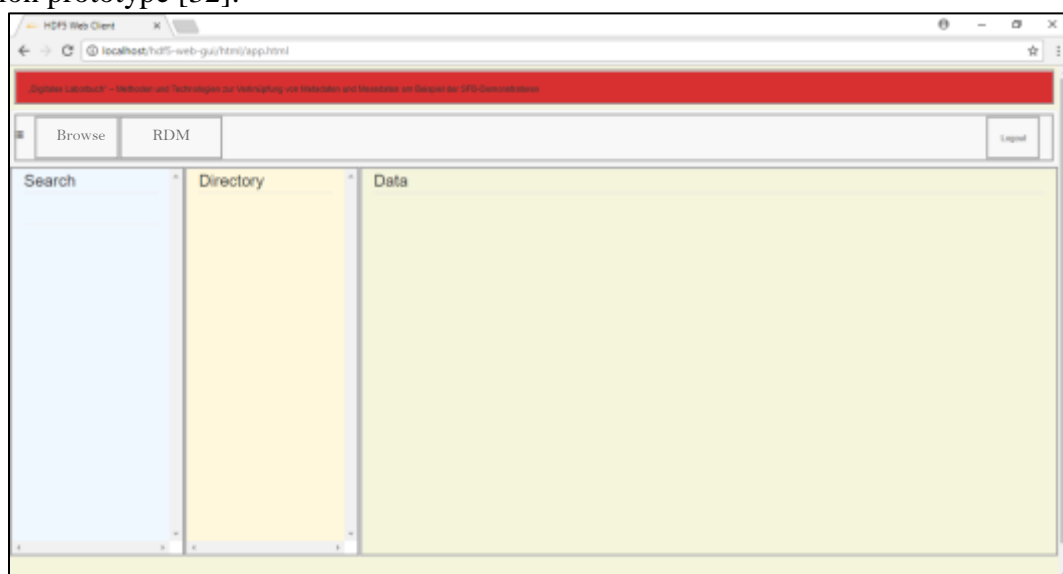 on prototype [32].
HDF5 Web Client
localhost/hdf5-web-gui/html/app.html
„Digitales Laborbuch“ – Methoden und Technologien zur Verknüpfung von Metadaten und Messdaten am Beispiel der SFB-Demonstratoren
Browse RDM Logout
Search Directory Data